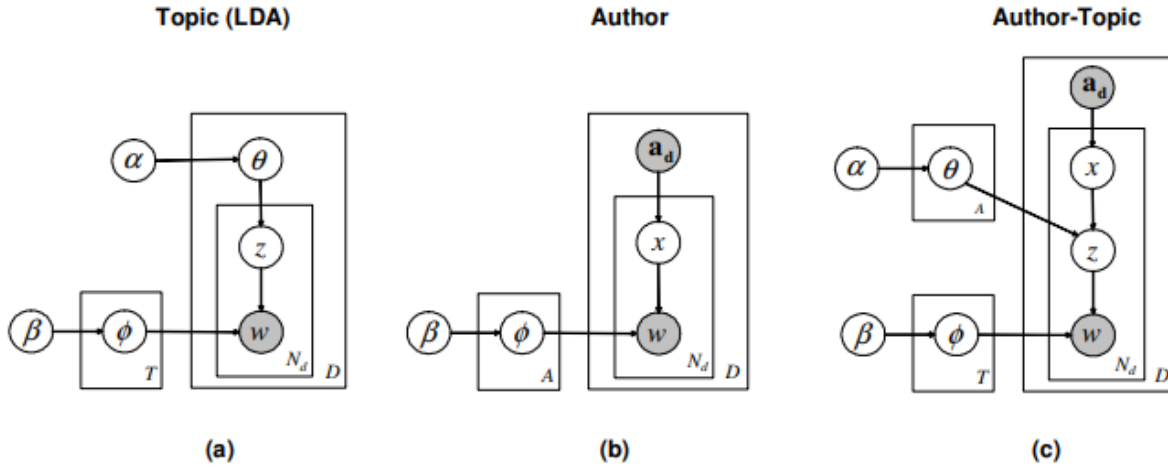 Topic (LDA)
α
θ
z
β
φ
w
T
N_d
D
(a)
Author
a_d
x
β
φ
w
A
N_d
D
(b)
Author-Topic
a_d
α
θ
A
x
z
β
φ
w
T
N_d
D
(c)